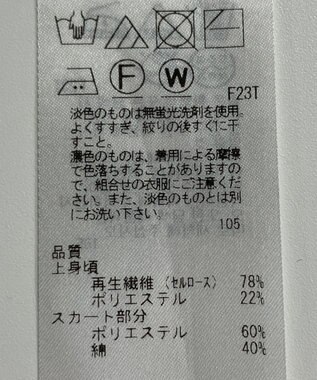 F W
F23T
淡色のものは無蛍光洗剤を使用。
よくすすぎ、絞りの後すぐに干
すこと。
濃色のものは、着用による摩擦
で色落ちすることがありますの
で、組合せの衣服にご注意くだ
さい。また、淡色のものとは別
にお洗い下さい。
105
品質
上身頃
再生繊維（セルロース） 78%
ポリエステル 22%
スカート部分
ポリエステル 60%
綿 40%